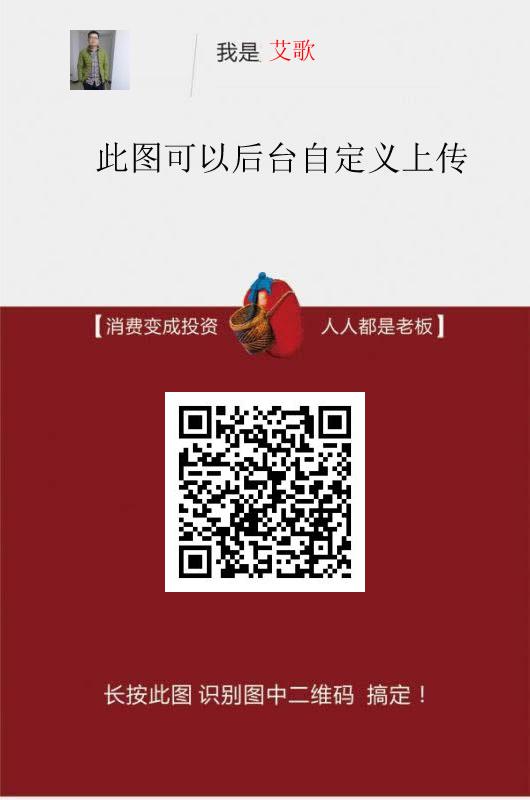 我是 艾歌
此图可以后台自定义上传
【消费变成投资 人人都是老板】
长按此图 识别图中二维码 搞定！